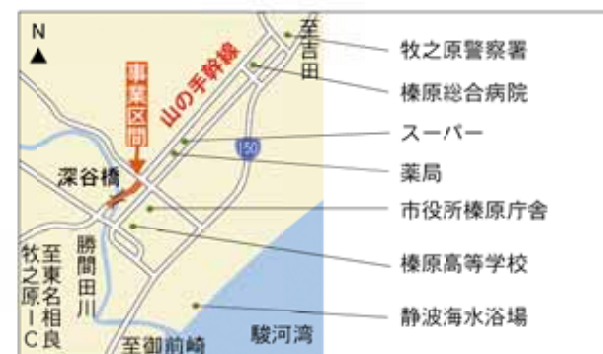 N
至吉田
山の手幹線
事業区間
150
深谷橋
勝間田川
至東名相良
牧之原IC
至御前崎
駿河湾
牧之原警察署
榛原総合病院
スーパー
薬局
市役所榛原庁舎
榛原高等学校
静波海水浴場